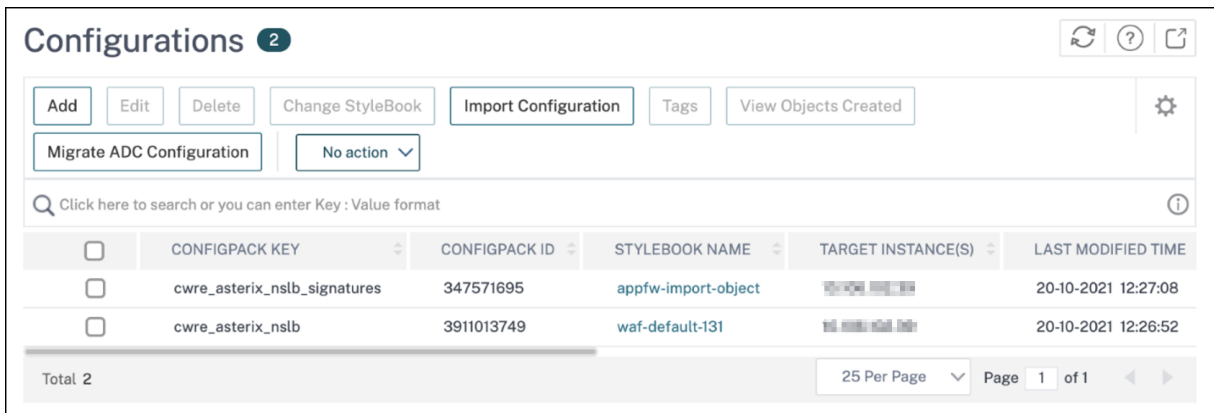 Configurations 2
Add Edit Delete Change StyleBook Import Configuration Tags View Objects Created
Migrate ADC Configuration No action
Click here to search or you can enter Key : Value format
CONFIGPACK KEY CONFIGPACK ID STYLEBOOK NAME TARGET INSTANCE(S) LAST MODIFIED TIME
cwre_asterix_nslb_signatures 347571695 appfw-import-object 20-10-2021 12:27:08
cwre_asterix_nslb 3911013749 waf-default-131 20-10-2021 12:26:52
Total 2 25 Per Page Page 1 of 1